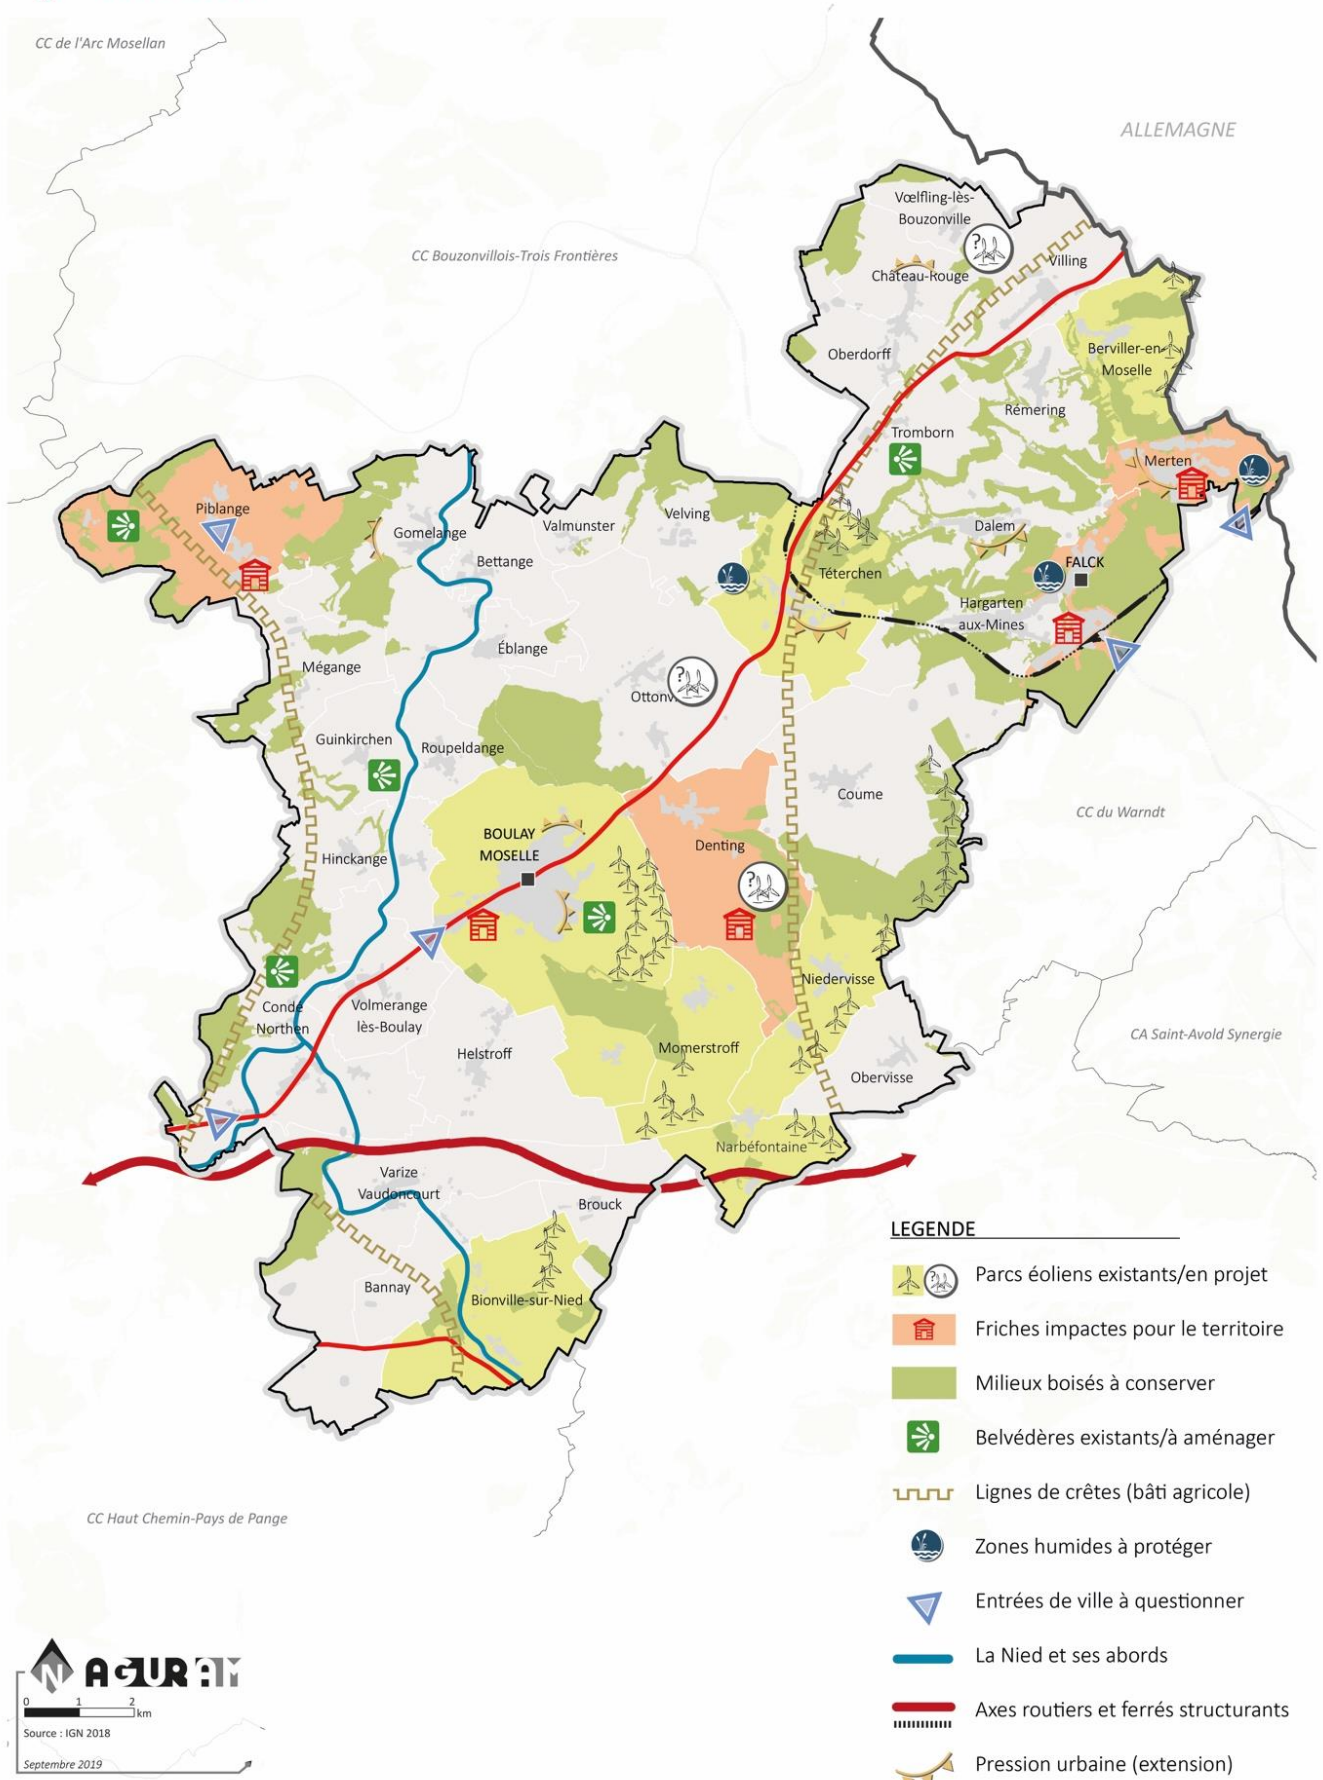 CC de l'Arc Mosellan
ALLEMAGNE
Vœlfling-lès-
Bouzonville
?
CC Bouzonvillois-Trois Frontières
Villing
Château-Rouge
Oberdorff
Berviller-en-
Moselle
Rémering
Tromborn
Merten
Piblange
Gomelange
Valmunster
Velving
Dalem
Bettange
FALCK
Téterchen
Hargarten
aux-Mines
Éblange
Mégange
?
Ottonv
Guinkirchen
Roupeldange
Coume
CC du Warndt
BOULAY
MOSELLE
Denting
Hinckange
?
Niedervisse
Condé
Northen
Volmerange
lès-Boulay
CA Saint-Avold Synergie
Helstroff
Momerstroff
Obervisse
Narbéfontaine
Varize
Vaudoncourt
Brouck
Bannay
Bionville-sur-Nied
CC Haut Chemin-Pays de Pange
LEGENDE
? Parcs éoliens existants/en projet
Friches impactes pour le territoire
Milieux boisés à conserver
Belvédères existants/à aménager
Lignes de crêtes (bâti agricole)
Zones humides à protéger
Entrées de ville à questionner
La Nied et ses abords
Axes routiers et ferrés structurants
Pression urbaine (extension)
N AGURAM
0 1 2
km
Source : IGN 2018
Septembre 2019